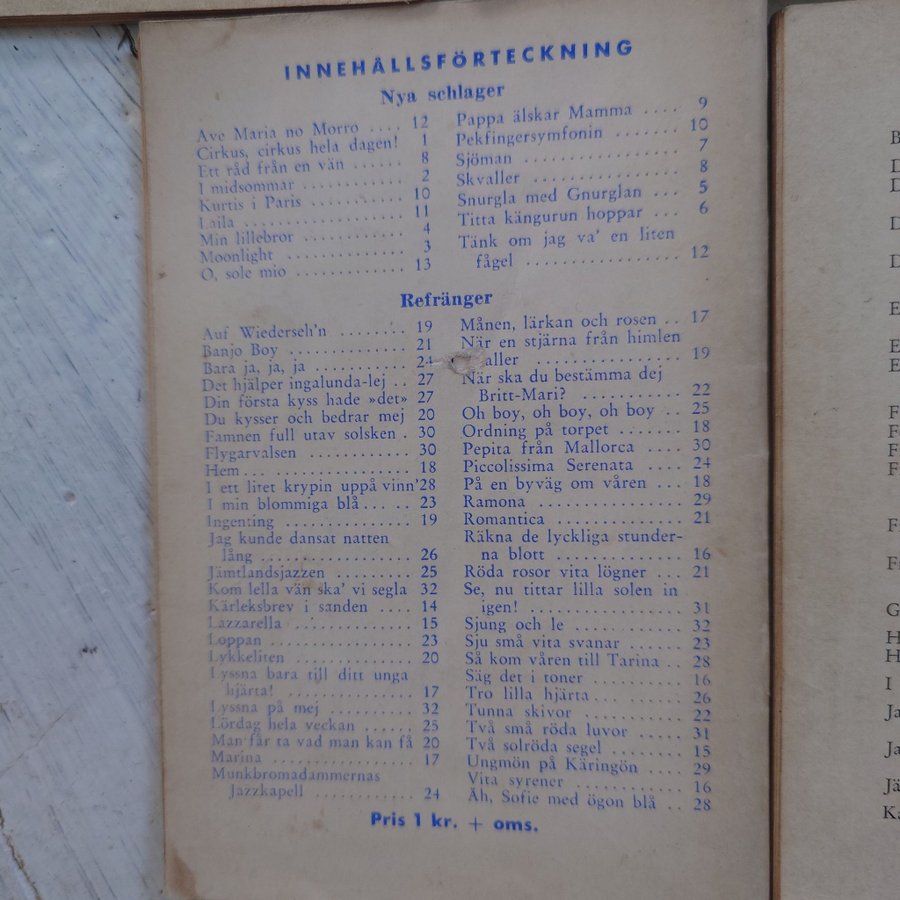 INNEHÅLLSFÖRTECKNING
Nya schlager
Ave Maria no Morro .... 12
Cirkus, cirkus hela dagen! 1
Ett råd från en vän ...... 8
I midsommar ............ 2
Kurtis i Paris ........... 10
Laila .................. 11
Min lillebror ............ 4
Moonlight .............. 3
O, sole mio ............ 13
Pappa älskar Mamma .... 9
Pekfingersymfonin ....... 10
Sjöman ................. 7
Skvaller ................ 8
Snurgla med Gnurglan ... 5
Titta kängurun hoppar ... 6
Tänk om jag va' en liten
fågel ................. 12
Refränger
Auf Wiederseh'n ........ 19
Banjo Boy .............. 21
Bara ja, ja, ja ........... 24
Det hjälper ingalunda-lej .. 27
Din första kyss hade »det» 27
Du kysser och bedrar mej 20
Famnen full utav solsken . 30
Flygarvalsen ............ 30
Hem ................... 18
I ett litet krypin uppå vinn' 28
I min blommiga blå ...... 23
Ingenting ............... 19
Jag kunde dansat natten
lång .................. 26
Jämtlandsjazzen ......... 25
Kom lella vän ska' vi segla 32
Kärleksbrev i sanden .... 14
Lazzarella .............. 15
Loppan ................ 23
Lykkeliten .............. 20
Lyssna bara till ditt unga
hjärta! ............... 17
Lyssna på mej .......... 32
Lördag hela veckan ...... 25
Man får ta vad man kan få 20
Marina ................. 17
Munkbromadammernas
Jazzkapell ............ 24
Månen, lärkan och rosen .. 17
När en stjärna från himlen
aller ................ 19
När ska du bestämma dej
Britt-Mari? ........... 22
Oh boy, oh boy, oh boy .. 25
Ordning på torpet ....... 18
Pepita från Mallorca .... 30
Piccolissima Serenata .... 24
På en byväg om våren ... 18
Ramona ................ 29
Romantica .............. 21
Räkna de lyckliga stunder-
na blott .............. 16
Röda rosor vita lögner ... 21
Se, nu tittar lilla solen in
igen! ................. 31
Sjung och le ............ 32
Sju små vita svanar ...... 23
Så kom våren till Tarina .. 28
Säg det i toner .......... 16
Tro lilla hjärta ........... 26
Tunna skivor ............ 22
Två små röda luvor ...... 31
Två solröda segel ........ 15
Ungmön på Käringön .... 29
Vita syrener ............ 16
Åh, Sofie med ögon blå .. 28
Pris 1 kr. + oms.